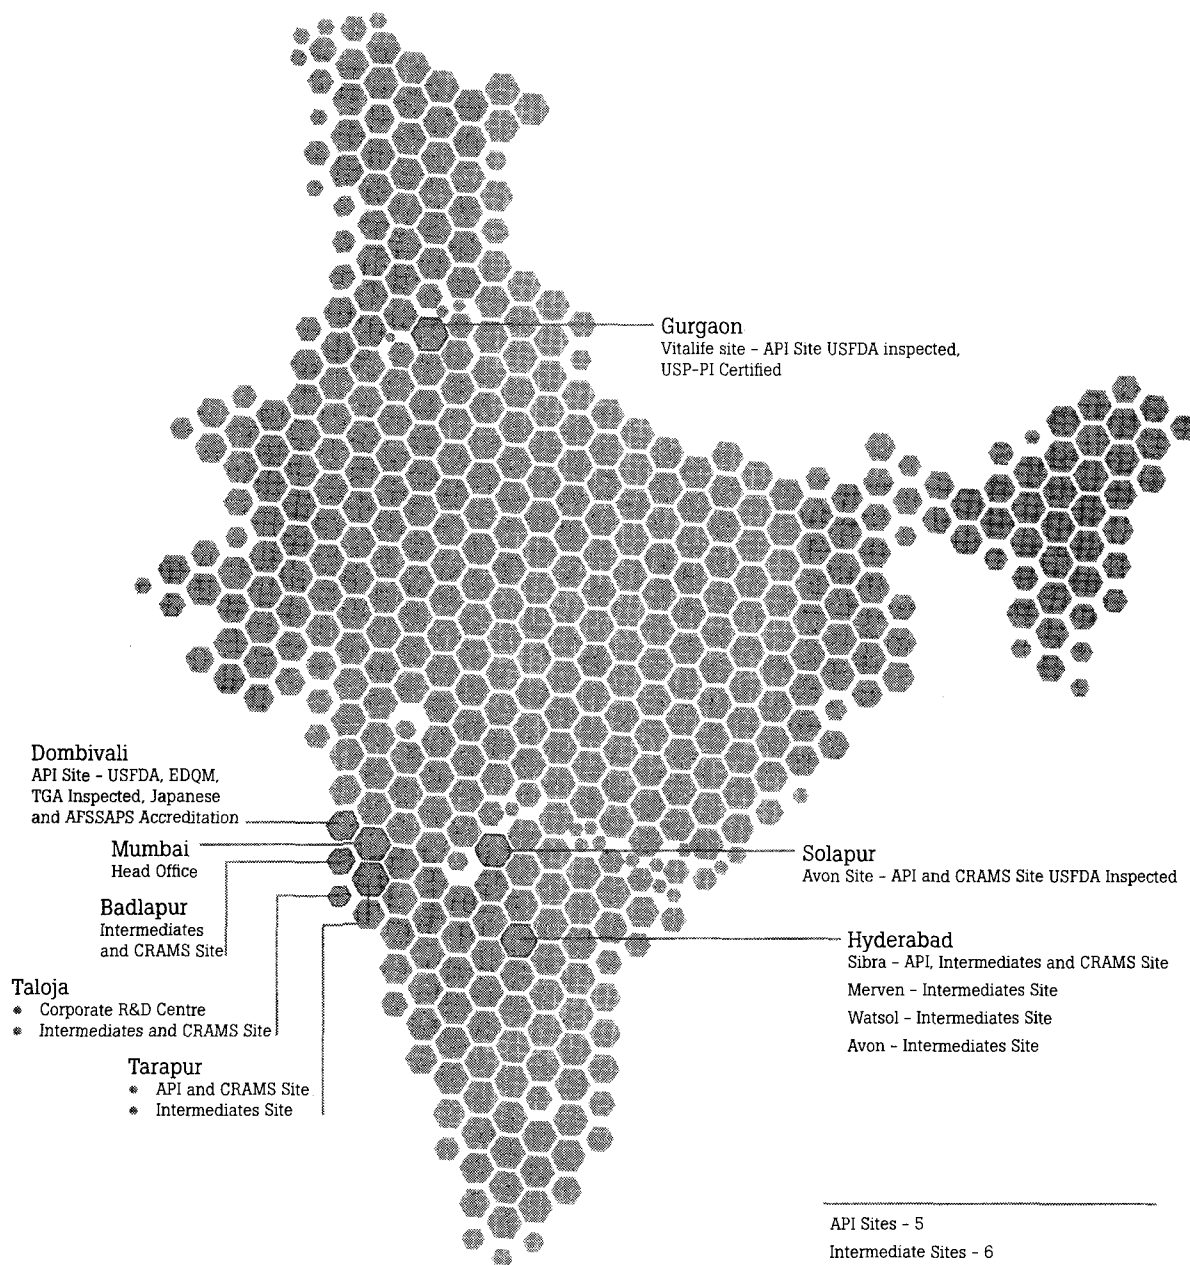 Gurgaon
Vitalife site – API Site USFDA inspected,
USP-PI Certified
Dombivali
API Site – USFDA, EDQM,
TGA Inspected, Japanese
and AFSSAPS Accreditation
Mumbai
Head Office
Badlapur
Intermediates
and CRAMS Site
Taloja
Corporate R&D Centre
Intermediates and CRAMS Site
Tarapur
API and CRAMS Site
Intermediates Site
Solapur
Avon Site – API and CRAMS Site USFDA Inspected
Hyderabad
Sibra – API, Intermediates and CRAMS Site
Merven – Intermediates Site
Watsol – Intermediates Site
Avon – Intermediates Site
API Sites – 5
Intermediate Sites – 6